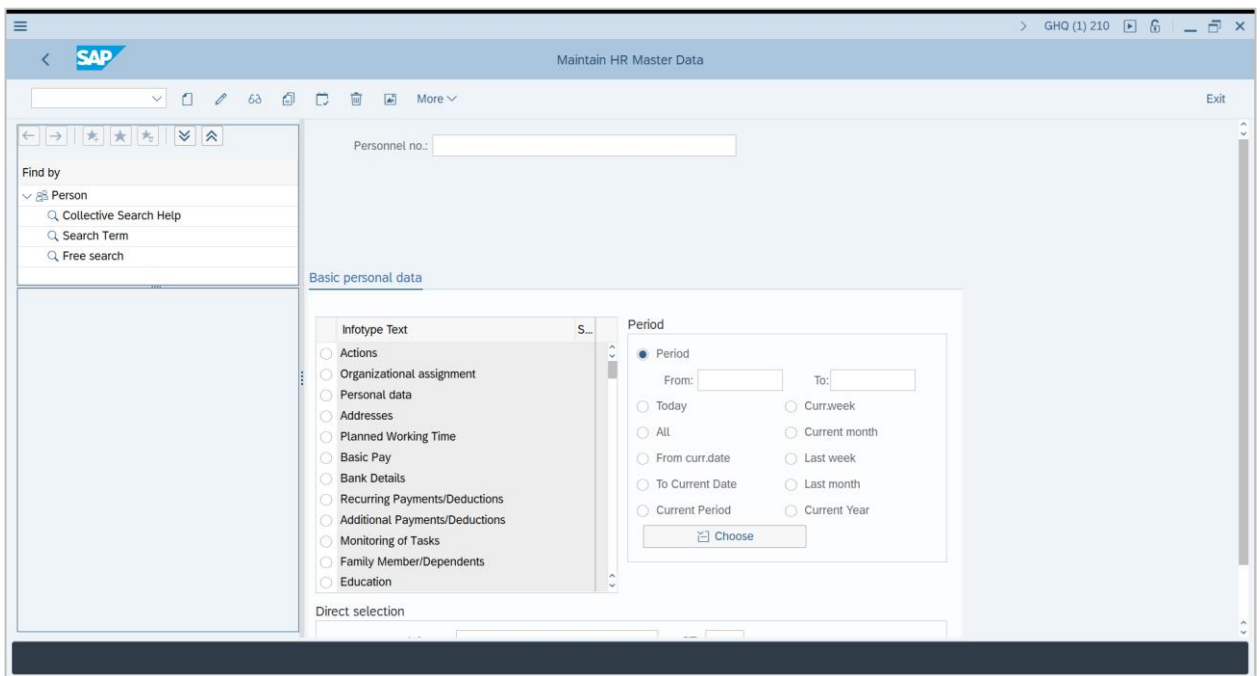 GHQ (1) 210
SAP
Maintain HR Master Data
More
Exit
Personnel no.:
Find by
Person
Collective Search Help
Search Term
Free search
Basic personal data
Infotype Text S...
Actions
Organizational assignment
Personal data
Addresses
Planned Working Time
Basic Pay
Bank Details
Recurring Payments/Deductions
Additional Payments/Deductions
Monitoring of Tasks
Family Member/Dependents
Education
Period
Period
From: To:
Today Curr.week
All Current month
From curr.date Last week
To Current Date Last month
Current Period Current Year
Choose
Direct selection